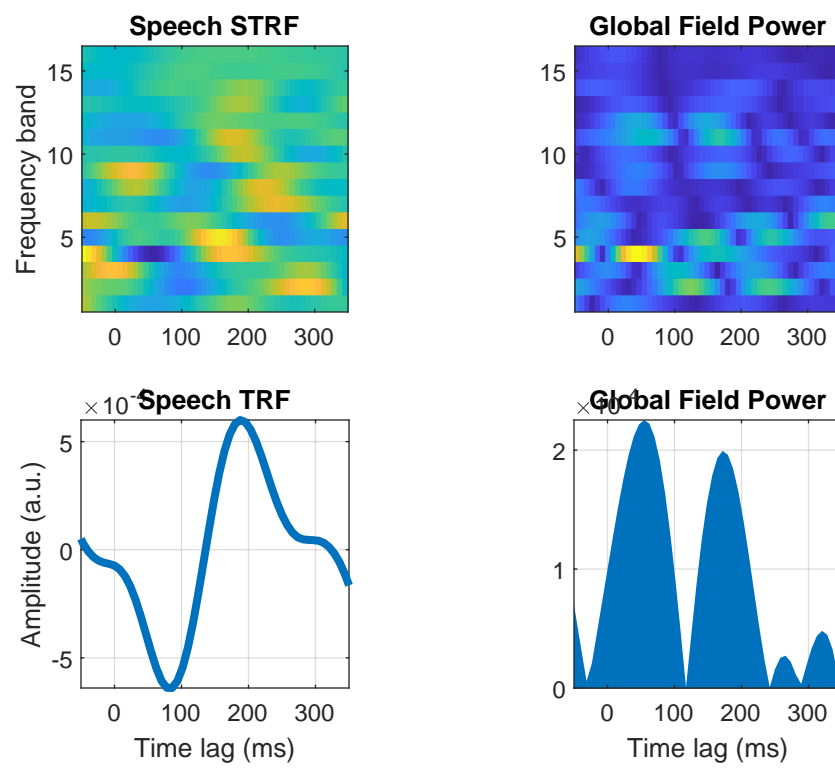 Speech STRF
Frequency band
15
10
5
0 100 200 300
Global Field Power
15
10
5
0 100 200 300
Speech TRF
Amplitude (a.u.)
5
0
-5
0 100 200 300
Time lag (ms)
Global Field Power
2
1
0
0 100 200 300
Time lag (ms)